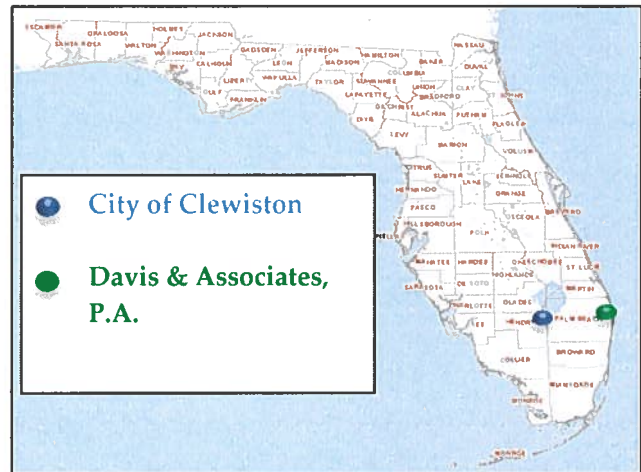 ESCAMBIA
SANTA ROSA
OKALOOSA
WALTON
HOLMES
WASHINGTON
BAY
JACKSON
CALHOUN
GULF
GADSDEN
LIBERTY
FRANKLIN
LEON
WAKULLA
JEFFERSON
MADISON
TAYLOR
HAMILTON
SUWANNEE
LAFAYETTE
DIXIE
COLUMBIA
GILCHRIST
LEVY
BAKER
UNION
BRADFORD
ALACHUA
MARION
NASSAU
DUVAL
CLAY
ST JOHNS
PUTNAM
FLAGLER
VOLUSIA
CITRUS
SUMTER
LAKE
SEMINOLE
ORANGE
HERNANDO
PASCO
OSCEOLA
BREVARD
HILLSBOROUGH
POLK
INDIAN RIVER
MANATEE
HARDEE
OKEECHOBEE
HIGHLANDS
ST LUCIE
SARASOTA
DE SOTO
MARTIN
CHARLOTTE
GLADES
LEE
HENDRY
PALM BEACH
COLLIER
BROWARD
MIAMI-DADE
MONROE
MONROE
City of Clewiston
Davis & Associates,
P.A.